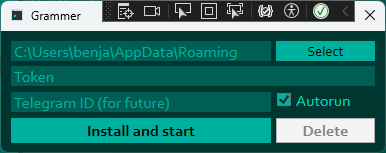 Grammer
C:\Users\benja\AppData\Roaming
Select
Token
Telegram ID (for future)
Autorun
Install and start
Delete